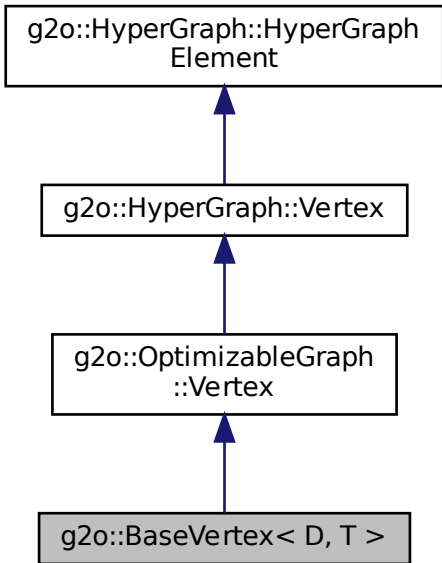 g2o::HyperGraph::HyperGraph
Element
g2o::HyperGraph::Vertex
g2o::OptimizableGraph
::Vertex
g2o::BaseVertex< D, T >